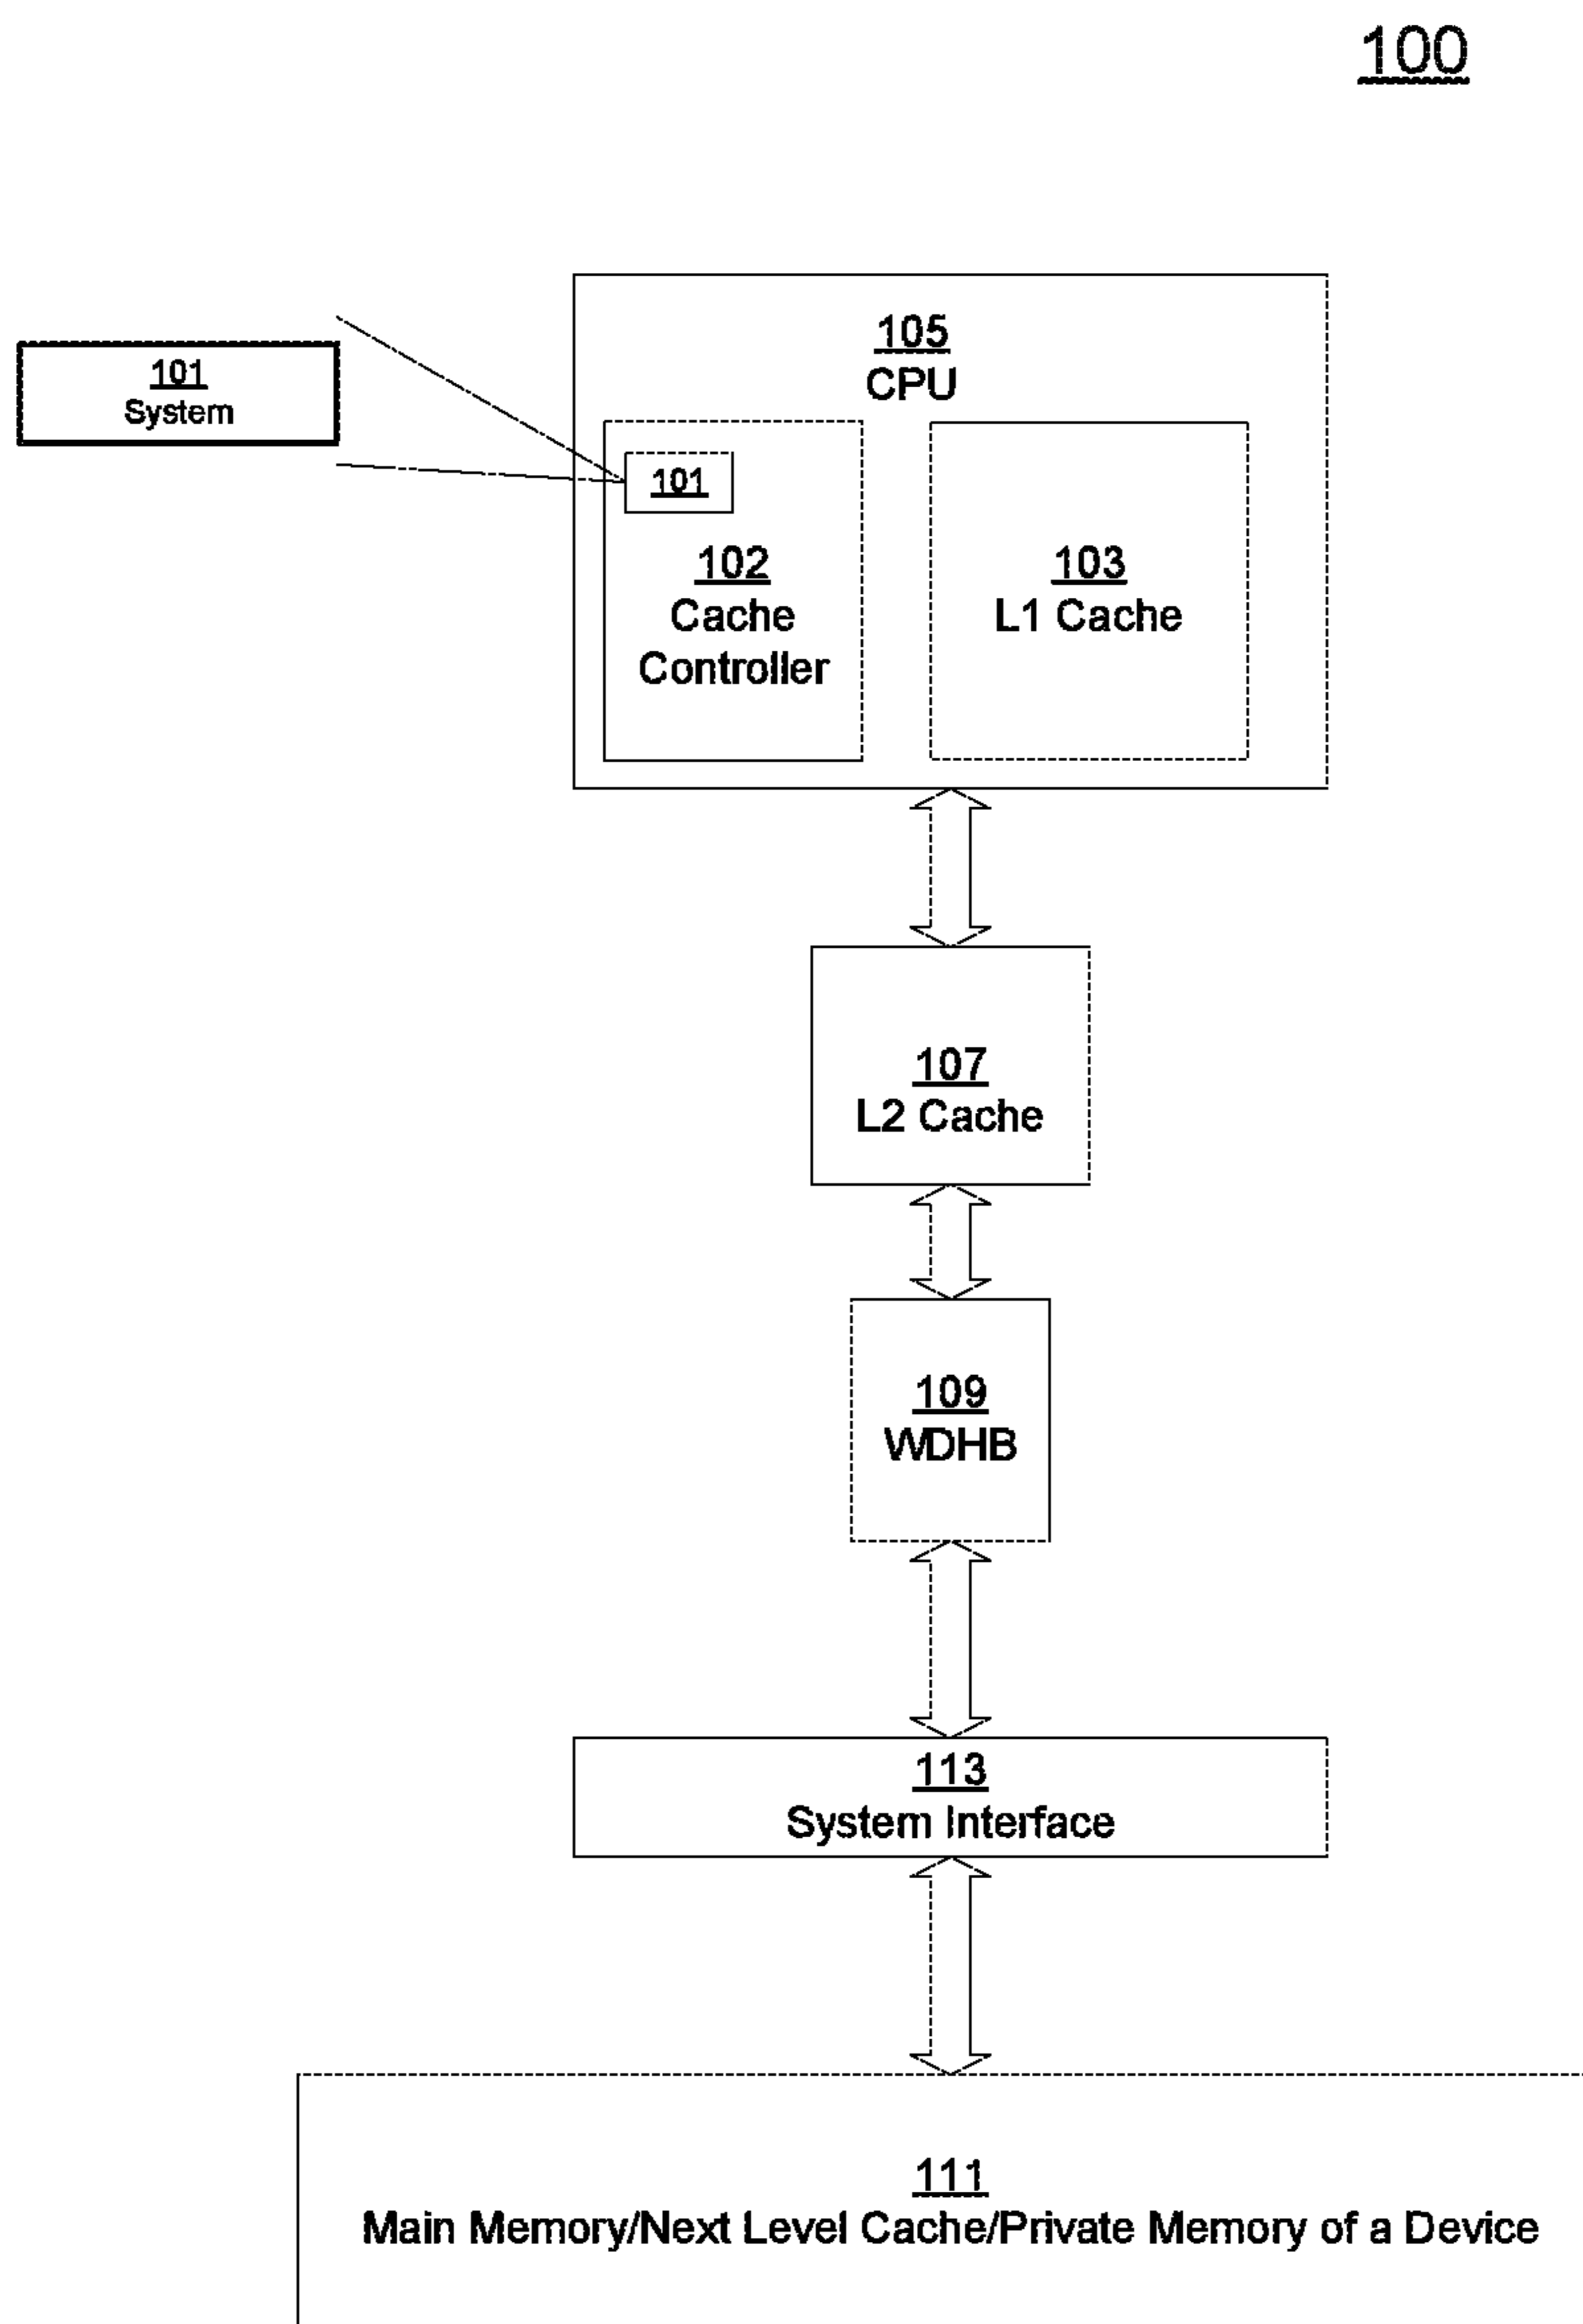 100
105
CPU
101
System
101
102
Cache
Controller
103
L1 Cache
107
L2 Cache
109
WDHB
113
System Interface
111
Main Memory/Next Level Cache/Private Memory of a Device